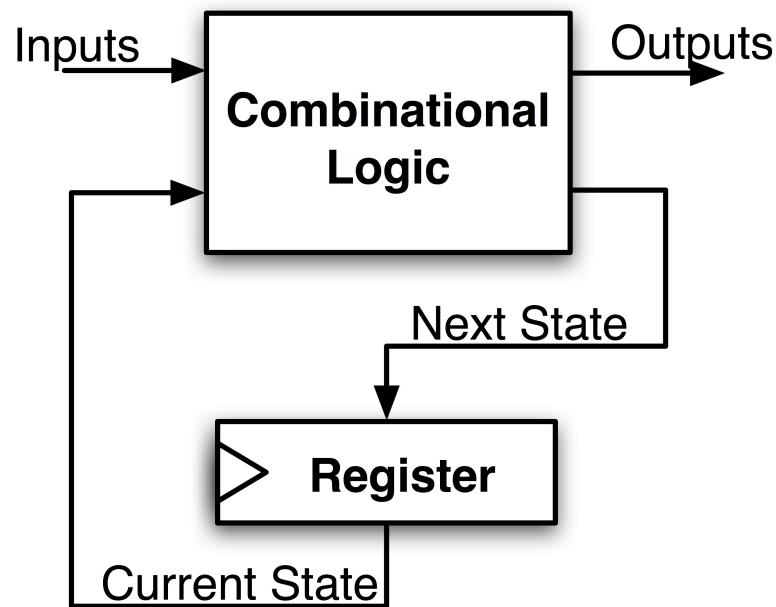 Inputs
Outputs
Combinational
Logic
Next State
Register
Current State